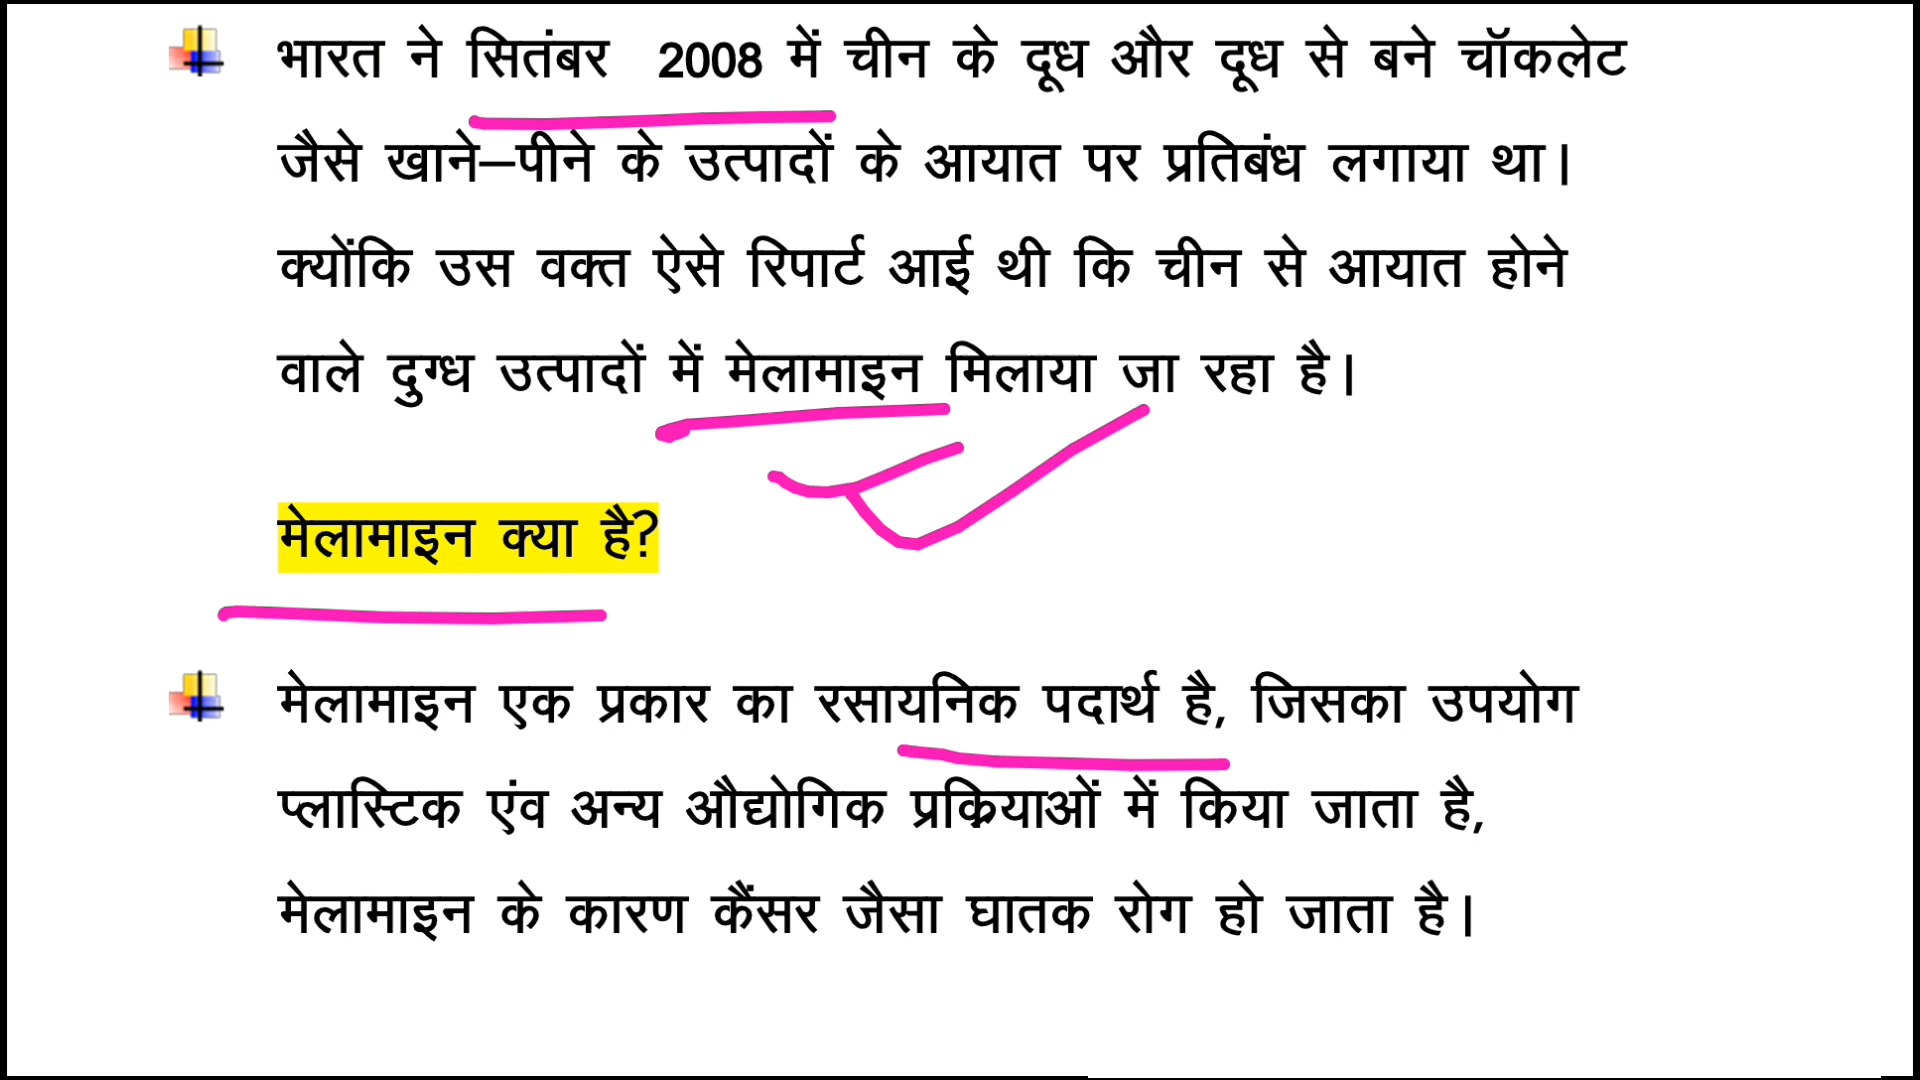 भारत ने सितंबर 2008 में चीन के दूध और दूध से बने चॉकलेट
जैसे खाने–पीने के उत्पादों के आयात पर प्रतिबंध लगाया था।
क्योंकि उस वक्त ऐसे रिपार्ट आई थी कि चीन से आयात होने
वाले दुग्ध उत्पादों में मेलामाइन मिलाया जा रहा है।
मेलामाइन क्या है?
मेलामाइन एक प्रकार का रसायनिक पदार्थ है, जिसका उपयोग
प्लास्टिक एंव अन्य औद्योगिक प्रक्रियाओं में किया जाता है,
मेलामाइन के कारण कैंसर जैसा घातक रोग हो जाता है।